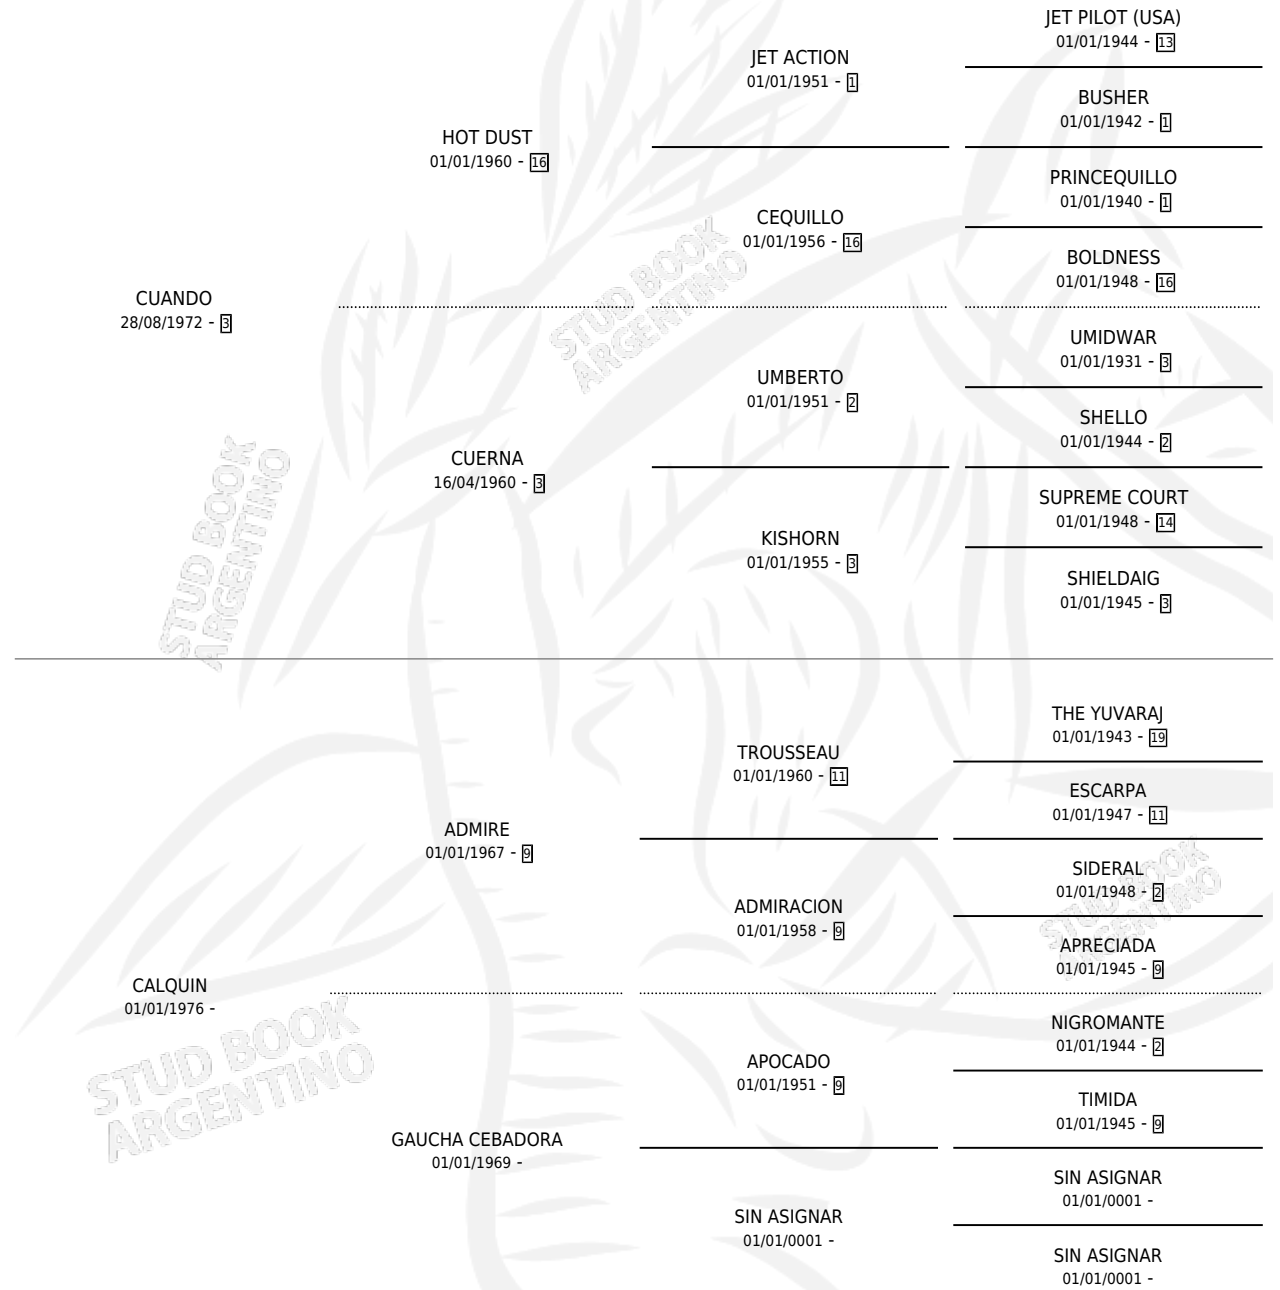 JET PILOT (USA)
01/01/1944 - 13
JET ACTION
01/01/1951 - 1
BUSHER
01/01/1942 - 1
HOT DUST
01/01/1960 - 16
PRINCEQUILLO
01/01/1940 - 1
CEQUILLO
01/01/1956 - 16
BOLDNESS
01/01/1948 - 16
CUANDO
28/08/1972 - 3
UMIDWAR
01/01/1931 - 3
UMBERTO
01/01/1951 - 2
SHELLO
01/01/1944 - 2
CUERNA
16/04/1960 - 3
SUPREME COURT
01/01/1948 - 14
KISHORN
01/01/1955 - 3
SHIELDAIG
01/01/1945 - 3
THE YUVARAJ
01/01/1943 - 19
TROUSSEAU
01/01/1960 - 11
ESCARPA
01/01/1947 - 11
ADMIRE
01/01/1967 - 9
SIDERAL
01/01/1948 - 2
ADMIRACION
01/01/1958 - 9
APRECIADA
01/01/1945 - 9
CALQUIN
01/01/1976 -
NIGROMANTE
01/01/1944 - 2
APOCADO
01/01/1951 - 9
TIMIDA
01/01/1945 - 9
GAUCHA CEBADORA
01/01/1969 -
SIN ASIGNAR
01/01/0001 -
SIN ASIGNAR
01/01/0001 -
SIN ASIGNAR
01/01/0001 -
STUD BOOK
ARGENTINO
STUD BOOK
ARGENTINO
STUD BOOK
ARGENTINO
STUD BOOK
ARGENTINO